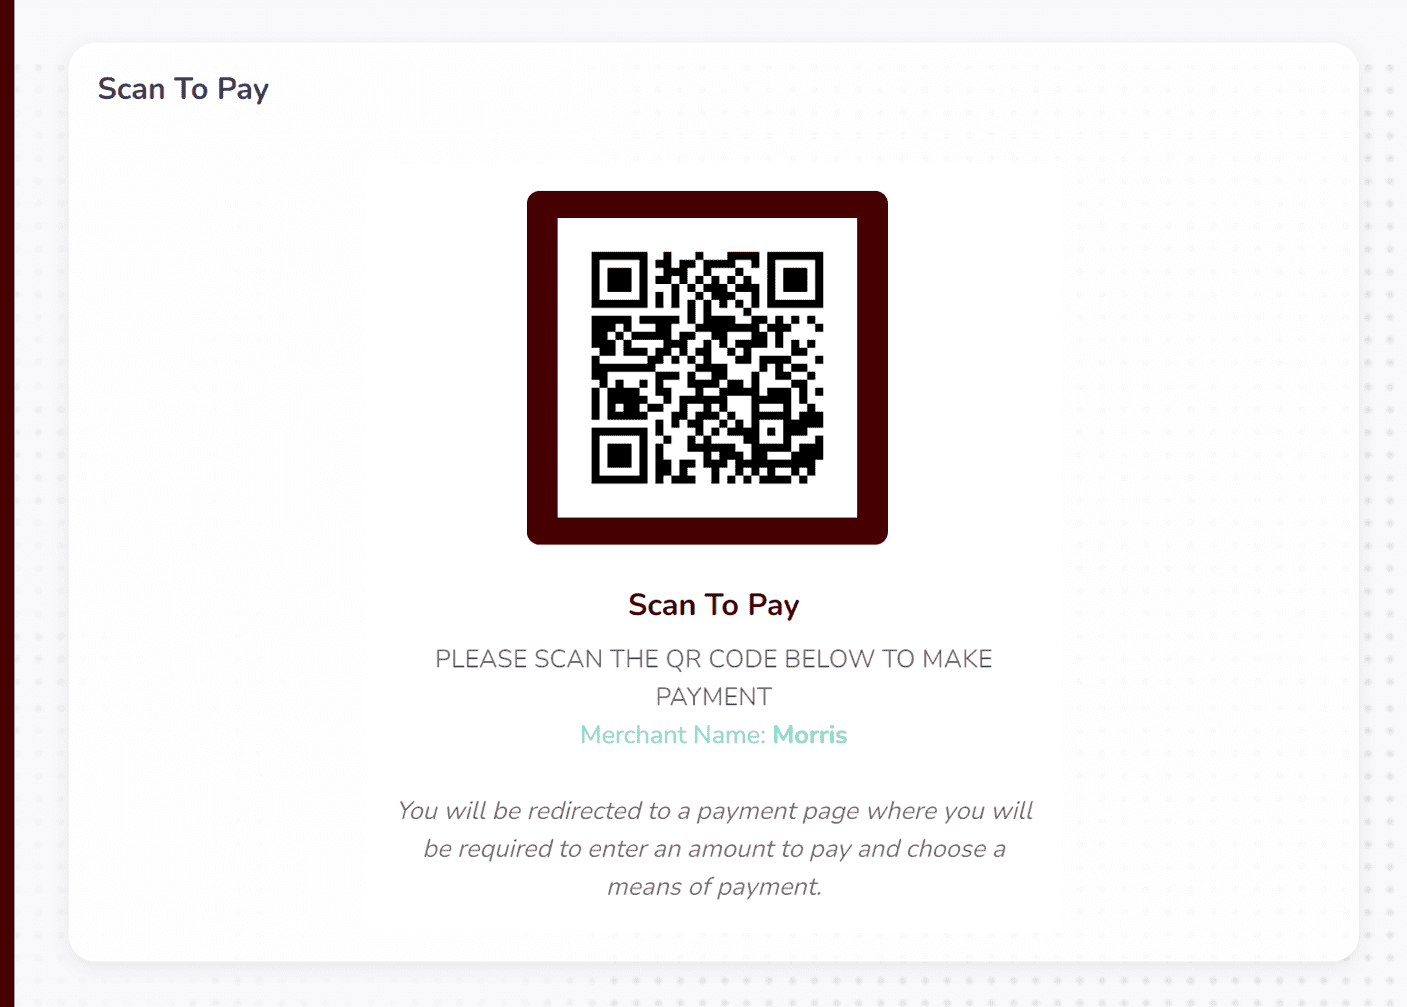 Scan To Pay
Scan To Pay
PLEASE SCAN THE QR CODE BELOW TO MAKE
PAYMENT
Merchant Name: Morris
You will be redirected to a payment page where you will
be required to enter an amount to pay and choose a
means of payment.